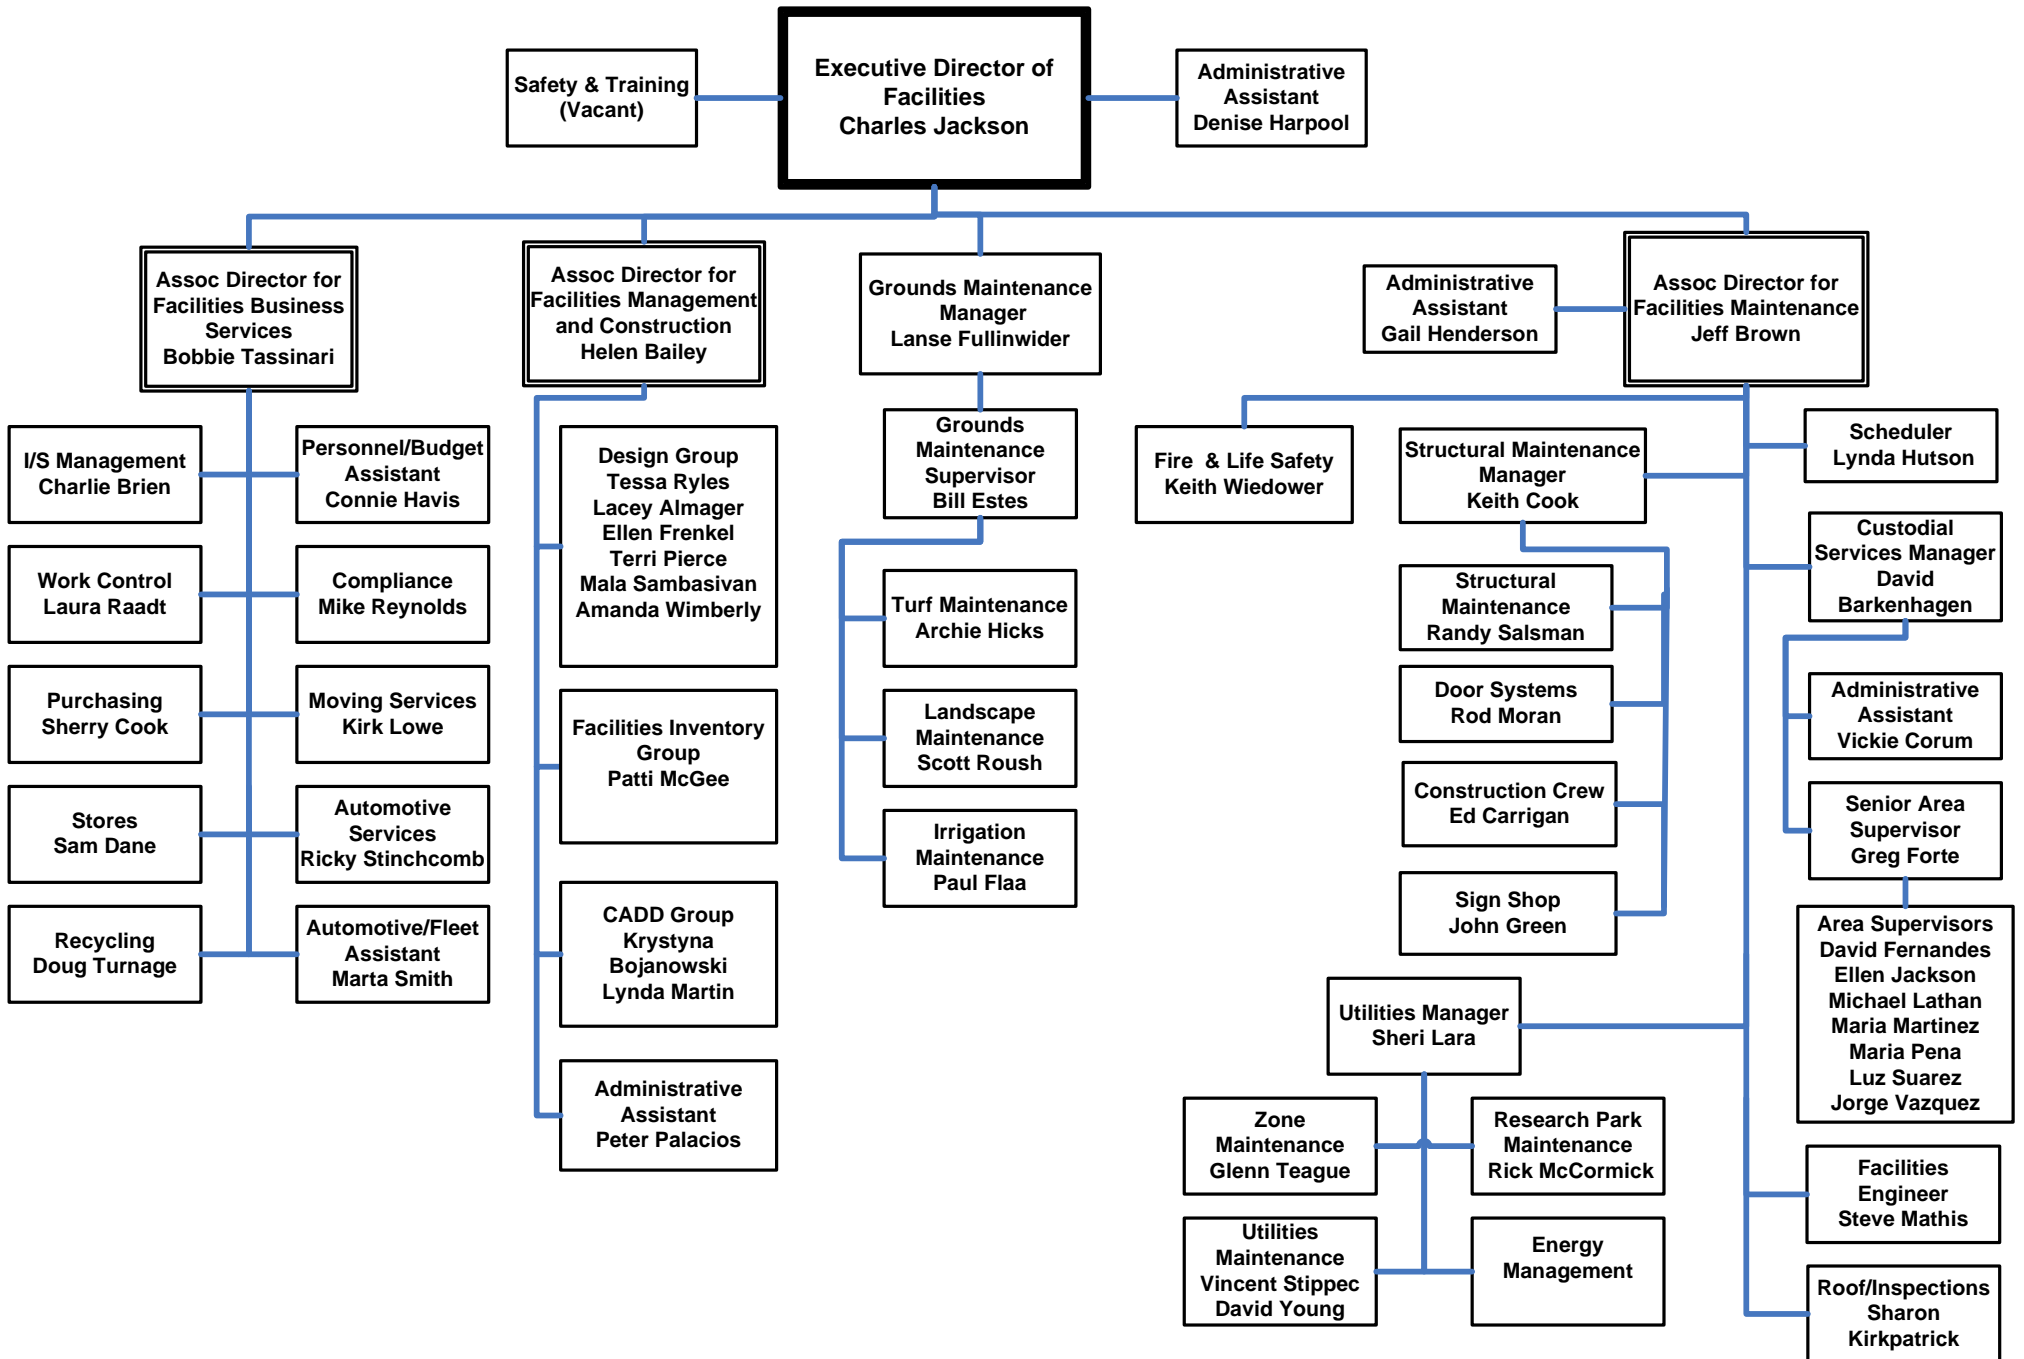 Executive Director of
Facilities
Charles Jackson
Safety & Training
(Vacant)
Administrative
Assistant
Denise Harpool
Assoc Director for
Facilities Business
Services
Bobbie Tassinari
I/S Management
Charlie Brien
Personnel/Budget
Assistant
Connie Havis
Work Control
Laura Raadt
Compliance
Mike Reynolds
Purchasing
Sherry Cook
Moving Services
Kirk Lowe
Stores
Sam Dane
Automotive
Services
Ricky Stinchcomb
Recycling
Doug Turnage
Automotive/Fleet
Assistant
Marta Smith
Assoc Director for
Facilities Management
and Construction
Helen Bailey
Design Group
Tessa Ryles
Lacey Almager
Ellen Frenkel
Terri Pierce
Mala Sambasivan
Amanda Wimberly
Facilities Inventory
Group
Patti McGee
CADD Group
Krystyna
Bojanowski
Lynda Martin
Administrative
Assistant
Peter Palacios
Grounds Maintenance
Manager
Lanse Fullinwider
Grounds
Maintenance
Supervisor
Bill Estes
Turf Maintenance
Archie Hicks
Landscape
Maintenance
Scott Roush
Irrigation
Maintenance
Paul Flaa
Administrative
Assistant
Gail Henderson
Assoc Director for
Facilities Maintenance
Jeff Brown
Fire & Life Safety
Keith Wiedower
Structural Maintenance
Manager
Keith Cook
Structural
Maintenance
Randy Salsman
Door Systems
Rod Moran
Construction Crew
Ed Carrigan
Sign Shop
John Green
Scheduler
Lynda Hutson
Custodial
Services Manager
David
Barkenhagen
Administrative
Assistant
Vickie Corum
Senior Area
Supervisor
Greg Forte
Area Supervisors
David Fernandes
Ellen Jackson
Michael Lathan
Maria Martinez
Maria Pena
Luz Suarez
Jorge Vazquez
Utilities Manager
Sheri Lara
Zone
Maintenance
Glenn Teague
Research Park
Maintenance
Rick McCormick
Utilities
Maintenance
Vincent Stippec
David Young
Energy
Management
Facilities
Engineer
Steve Mathis
Roof/Inspections
Sharon
Kirkpatrick